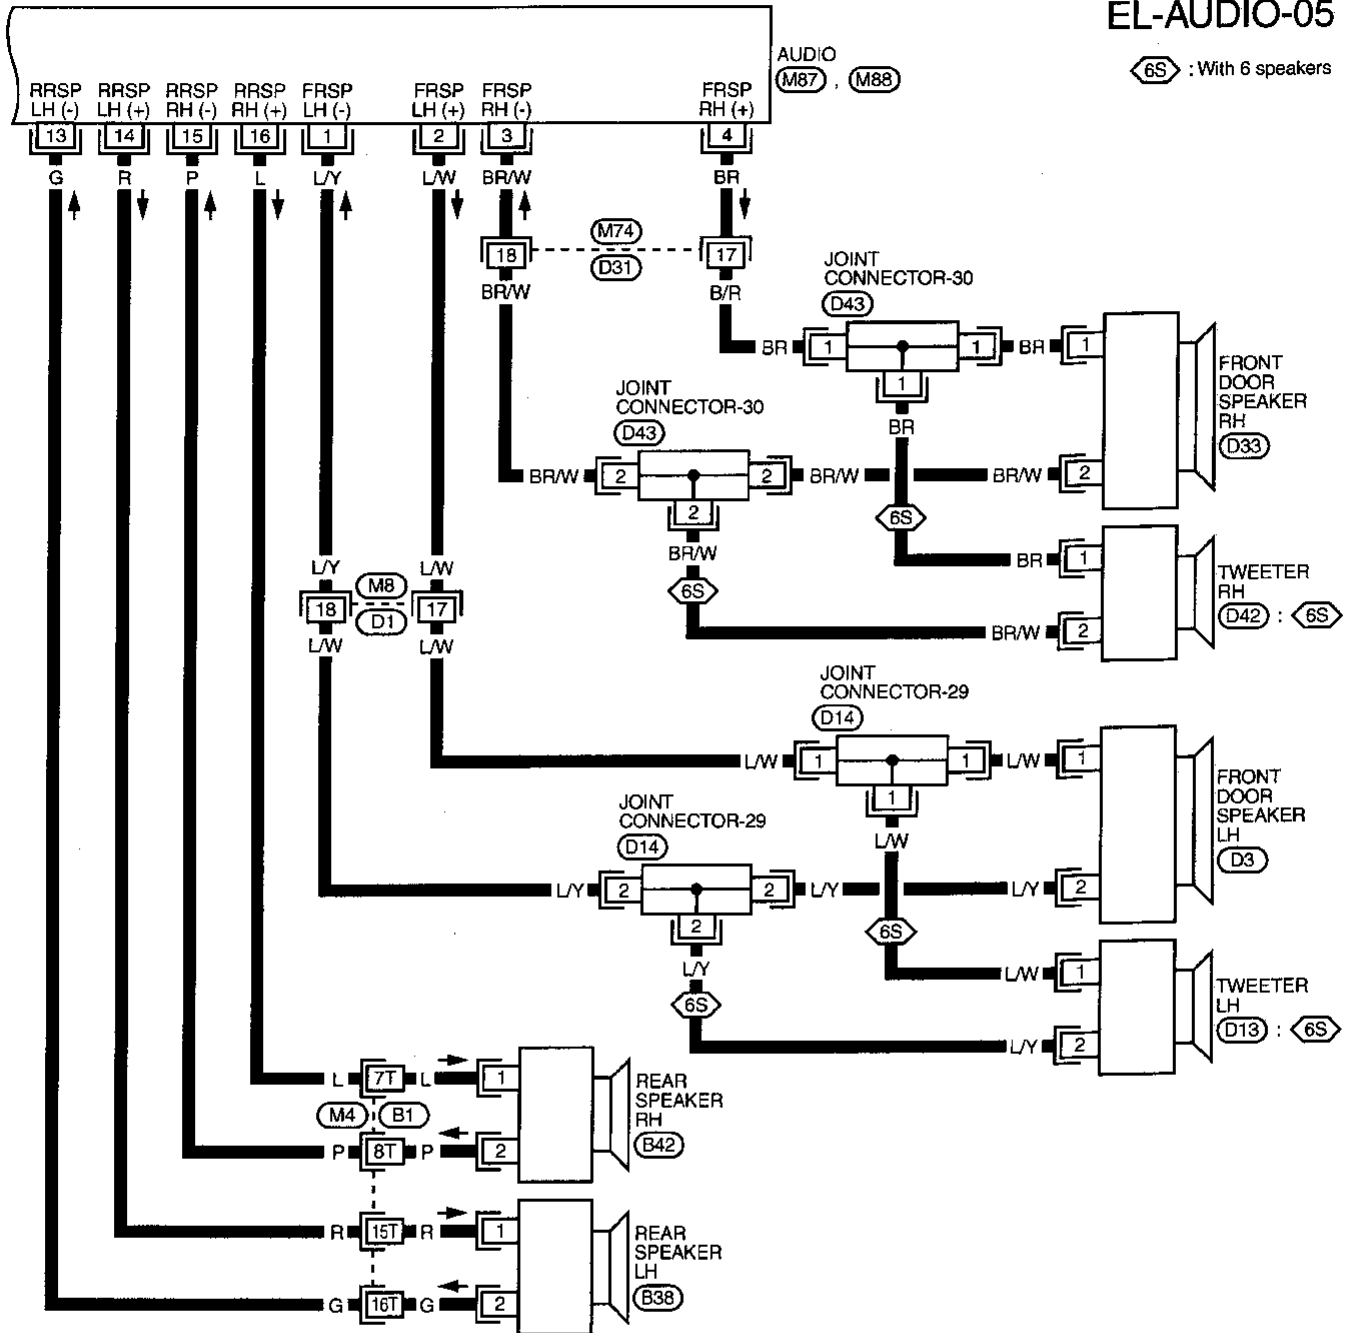 EL-AUDIO-05
6S : With 6 speakers
AUDIO
M87 , M88
RRSP RRSP RRSP RRSP FRSP FRSP FRSP FRSP
LH (-) LH (+) RH (-) RH (+) LH (-) LH (+) RH (-) RH (+)
13 14 15 16 1 2 3 4
G R P L L/Y L/W BR/W BR
M74
18 17
D31
BR/W B/R
JOINT
CONNECTOR-30
D43
BR 1 1 BR 1
1
BR
FRONT
DOOR
SPEAKER
RH
D33
JOINT
CONNECTOR-30
D43
BR/W 2 2 BR/W BR/W 2
2
BR/W
6S
6S
BR 1
TWEETER
RH
D42 : 6S
BR/W 2
L/Y L/W
M8
18 17
D1
L/W L/W
JOINT
CONNECTOR-29
D14
L/W 1 1 L/W 1
1
L/W
FRONT
DOOR
SPEAKER
LH
D3
JOINT
CONNECTOR-29
D14
L/Y 2 2 L/Y L/Y 2
2
L/Y
6S
6S
L/W 1
TWEETER
LH
D13 : 6S
L/Y 2
L 7T L 1
M4 B1
P 8T P 2
REAR
SPEAKER
RH
B42
R 15T R 1
G 16T G 2
REAR
SPEAKER
LH
B38